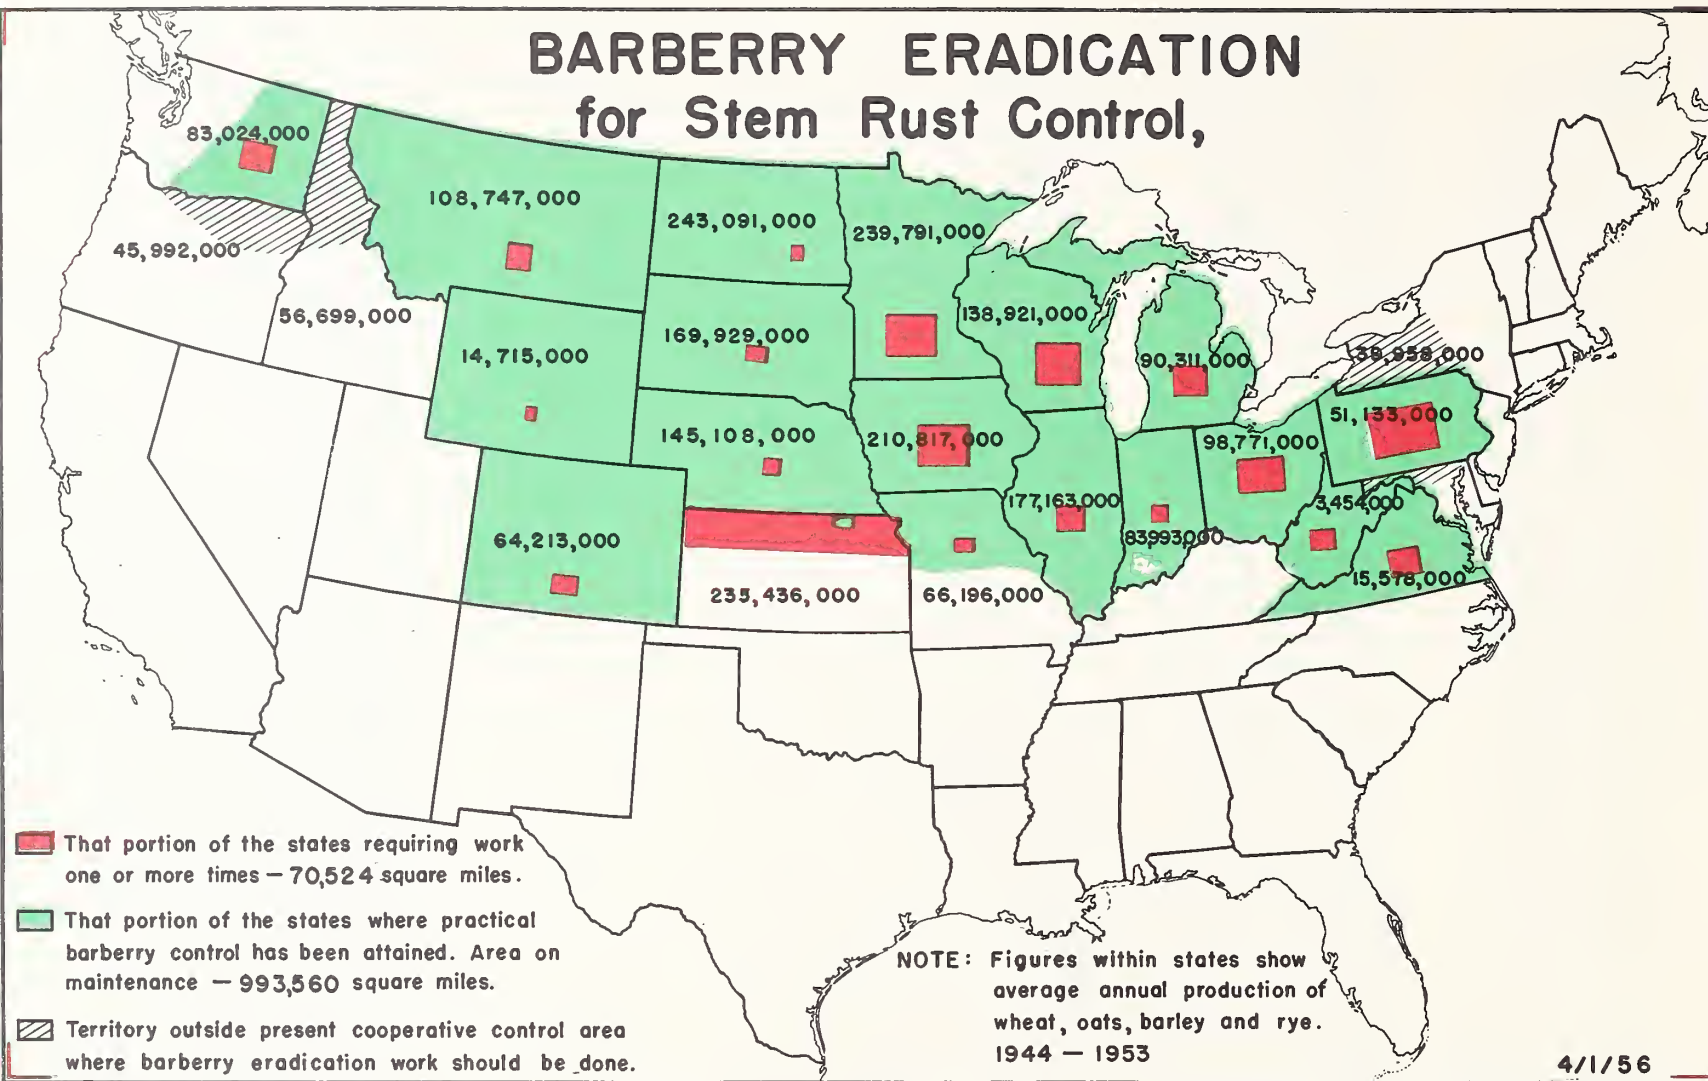 BARBERRY ERADICATION
for Stem Rust Control,
83,024,000
108,747,000
243,091,000
239,791,000
45,992,000
56,699,000
14,715,000
169,929,000
138,921,000
90,311,000
39,958,000
145,108,000
210,817,000
98,771,000
51,133,000
64,213,000
235,436,000
66,196,000
177,163,000
83,993,000
3,454,000
15,578,000
That portion of the states requiring work
one or more times — 70,524 square miles.
That portion of the states where practical
barberry control has been attained. Area on
maintenance — 993,560 square miles.
Territory outside present cooperative control area
where barberry eradication work should be done.
NOTE: Figures within states show
average annual production of
wheat, oats, barley and rye.
1944 — 1953
4/1/56